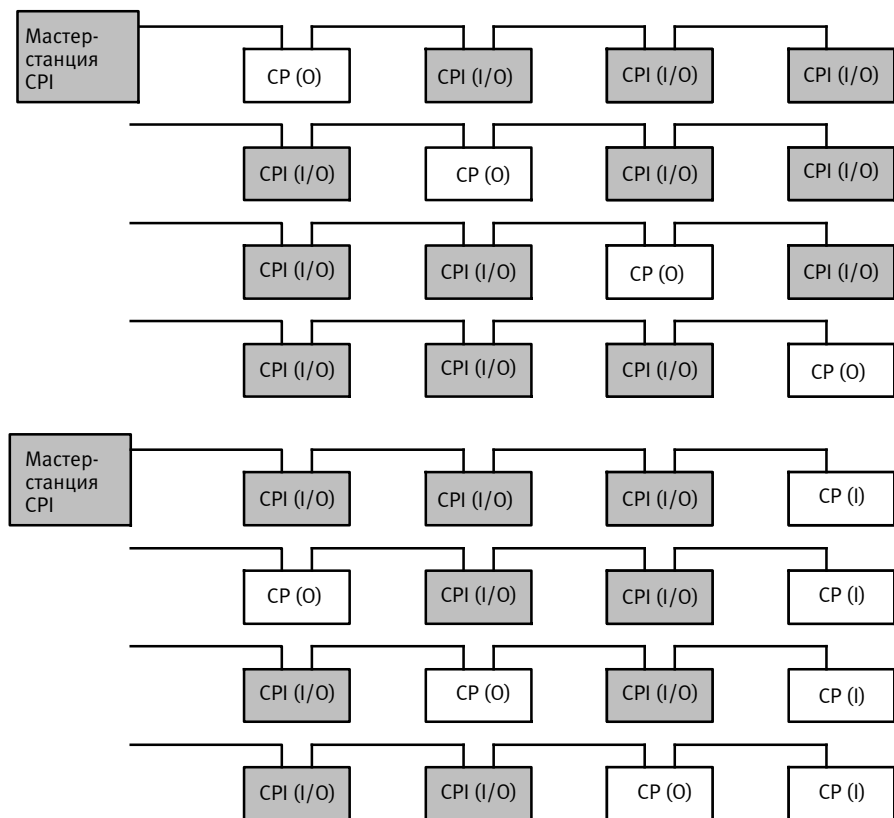 Мастер-
станция
CPI
CP (O)
CPI (I/O)
CPI (I/O)
CPI (I/O)
CPI (I/O)
CP (O)
CPI (I/O)
CPI (I/O)
CPI (I/O)
CPI (I/O)
CP (O)
CPI (I/O)
CPI (I/O)
CPI (I/O)
CPI (I/O)
CP (O)
Мастер-
станция
CPI
CPI (I/O)
CPI (I/O)
CPI (I/O)
CP (I)
CP (O)
CPI (I/O)
CPI (I/O)
CP (I)
CPI (I/O)
CP (O)
CPI (I/O)
CP (I)
CPI (I/O)
CPI (I/O)
CP (O)
CP (I)